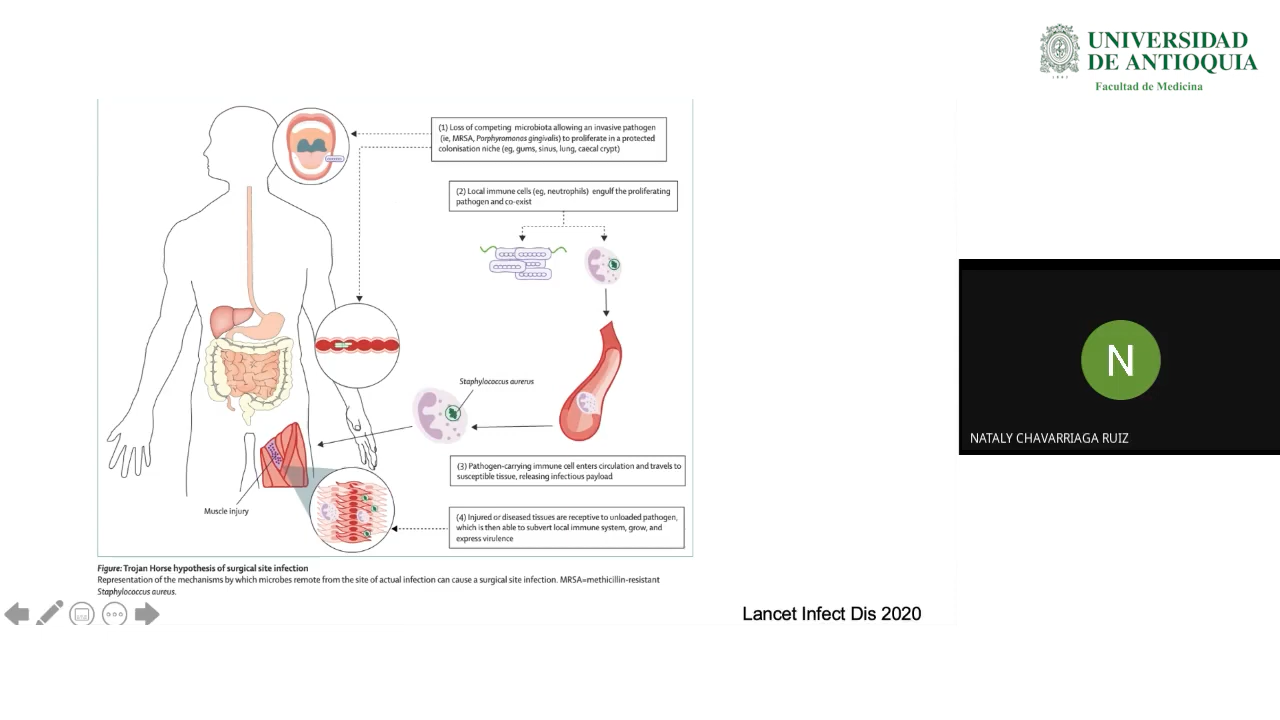 UNIVERSIDAD
DE ANTIOQUIA
1803
Facultad de Medicina
(1) Loss of competing microbiota allowing an invasive pathogen
(ie, MRSA, Porphyromonas gingivalis) to proliferate in a protected
colonisation niche (eg, gums, sinus, lung, caecal crypt)
(2) Local immune cells (eg, neutrophils) engulf the proliferating
pathogen and co-exist
Staphylococcus aureus
(3) Pathogen-carrying immune cell enters circulation and travels to
susceptible tissue, releasing infectious payload
Muscle injury
(4) Injured or diseased tissues are receptive to unloaded pathogen,
which is then able to subvert local immune system, grow, and
express virulence
Figure: Trojan Horse hypothesis of surgical site infection
Representation of the mechanisms by which microbes remote from the site of actual infection can cause a surgical site infection. MRSA=methicillin-resistant
Staphylococcus aureus.
Lancet Infect Dis 2020
N
NATALY CHAVARRIAGA RUIZ